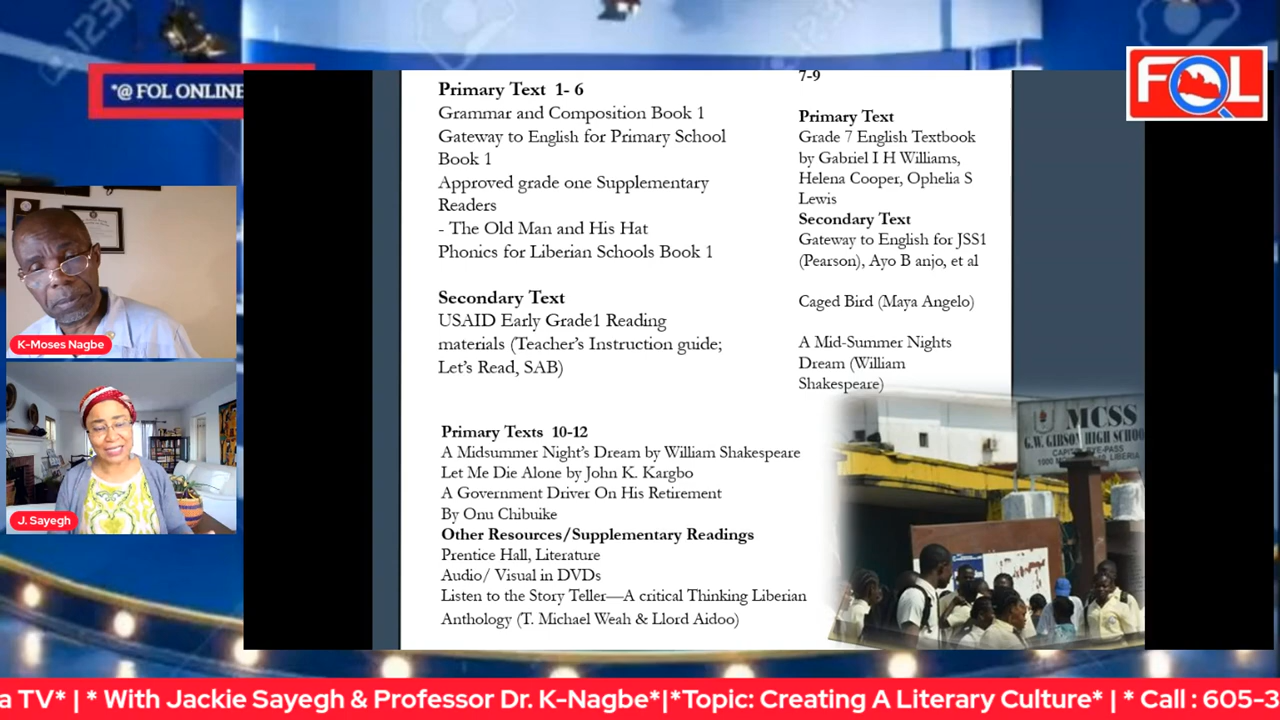 *@ FOL ONLINE
FOL
K-Moses Nagbe
J. Sayegh
Primary Text 1- 6
Grammar and Composition Book 1
Gateway to English for Primary School
Book 1
Approved grade one Supplementary
Readers
- The Old Man and His Hat
Phonics for Liberian Schools Book 1
Secondary Text
USAID Early Grade1 Reading
materials (Teacher's Instruction guide;
Let's Read, SAB)
7-9
Primary Text
Grade 7 English Textbook
by Gabriel I H Williams,
Helena Cooper, Ophelia S
Lewis
Secondary Text
Gateway to English for JSS1
(Pearson), Ayo B anjo, et al
Caged Bird (Maya Angelo)
A Mid-Summer Nights
Dream (William
Shakespeare)
Primary Texts 10-12
A Midsummer Night's Dream by William Shakespeare
Let Me Die Alone by John K. Kargbo
A Government Driver On His Retirement
By Onu Chibuike
Other Resources/Supplementary Readings
Prentice Hall, Literature
Audio/ Visual in DVDs
Listen to the Story Teller—A critical Thinking Liberian
Anthology (T. Michael Weah & Llord Aidoo)
MCSS
G.W. GIBSON HIGH SCHOO
LIBERIA
a TV* | * With Jackie Sayegh & Professor Dr. K-Nagbe*|*Topic: Creating A Literary Culture* | * Call : 605-3